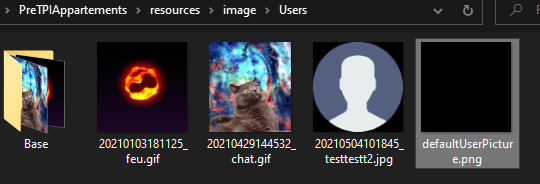 PreTPIAppartements > resources > image > Users
Base
20210103181125_
feu.gif
20210429144532_
chat.gif
20210504101845_
testtestt2.jpg
defaultUserPictur
e.png